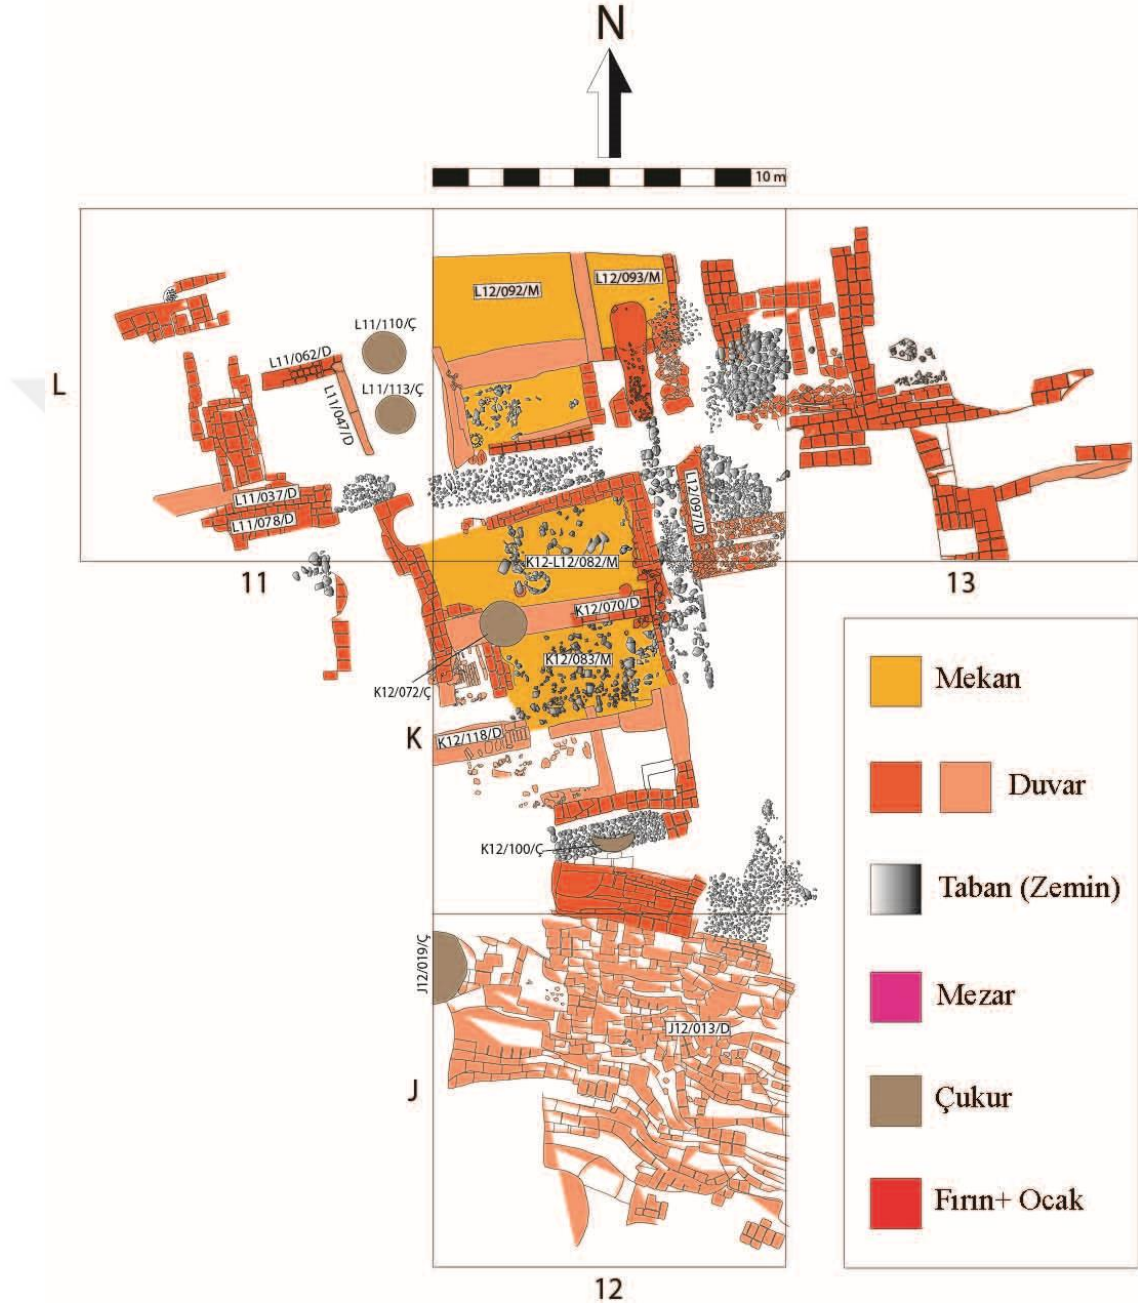 N
10 m
L12/092/M
L12/093/M
L11/110/Ç
L11/062/D
L
L11/113/Ç
L11/047/D
L11/037/D
L12/097/D
L11/078/D
K12-L12/082/M
11
13
K12/070/D
K12/083/M
K12/072/Ç
K
K12/118/D
K12/100/Ç
J12/019/Ç
J12/013/D
J
12
Mekan
Duvar
Taban (Zemin)
Mezar
Çukur
Fırın+ Ocak